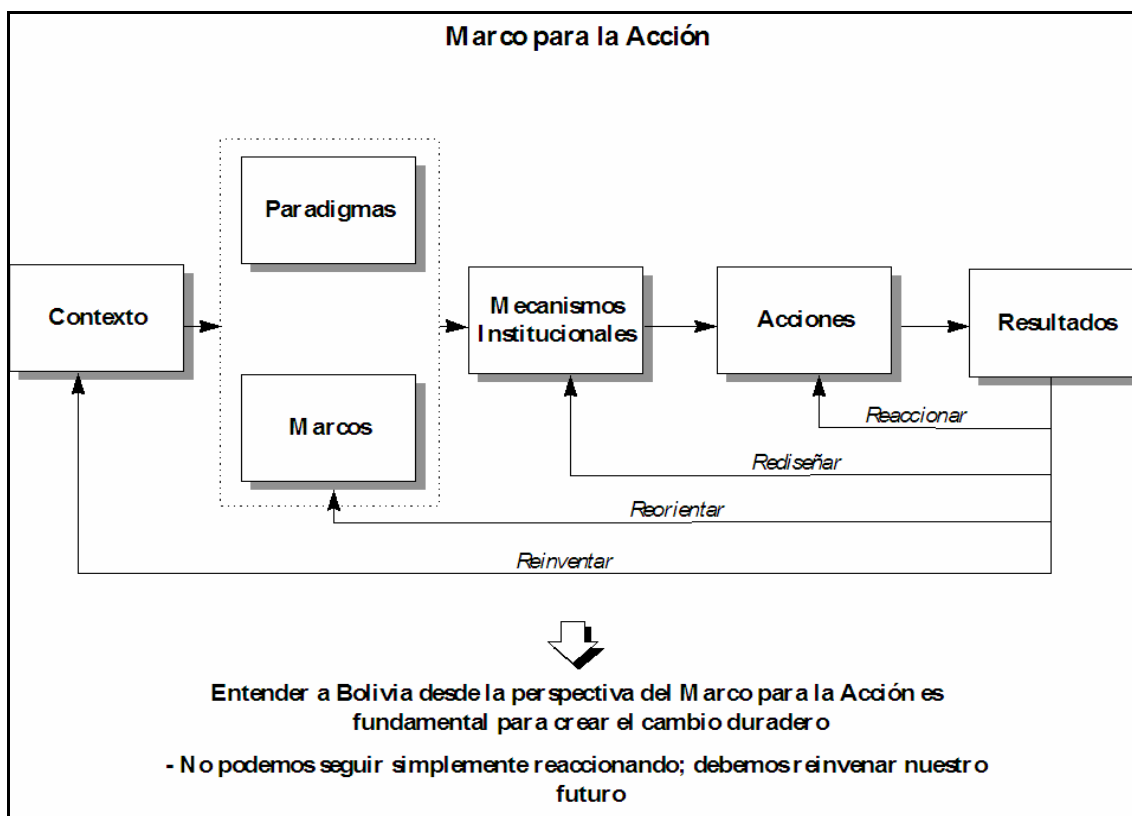 Marco para la Acción
Paradigmas
Contexto
Mecanismos
Institucionales
Acciones
Resultados
Marcos
Reaccionar
Rediseñar
Reorientar
Reinventar
Entender a Bolivia desde la perspectiva del Marco para la Acción es
fundamental para crear el cambio duradero
- No podemos seguir simplemente reaccionando; debemos reinvenar nuestro
futuro